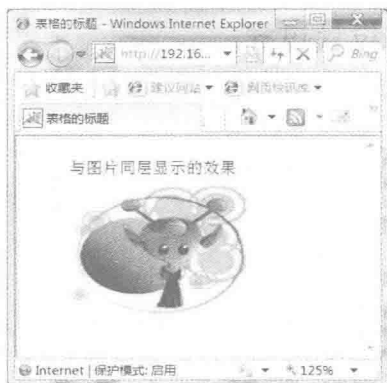 表格的标题 - Windows Internet Explorer
http://192.16...
Bing
收藏夹 建议网站
表格的标题
与图片同层显示的效果
Internet | 保护模式: 启用 125%